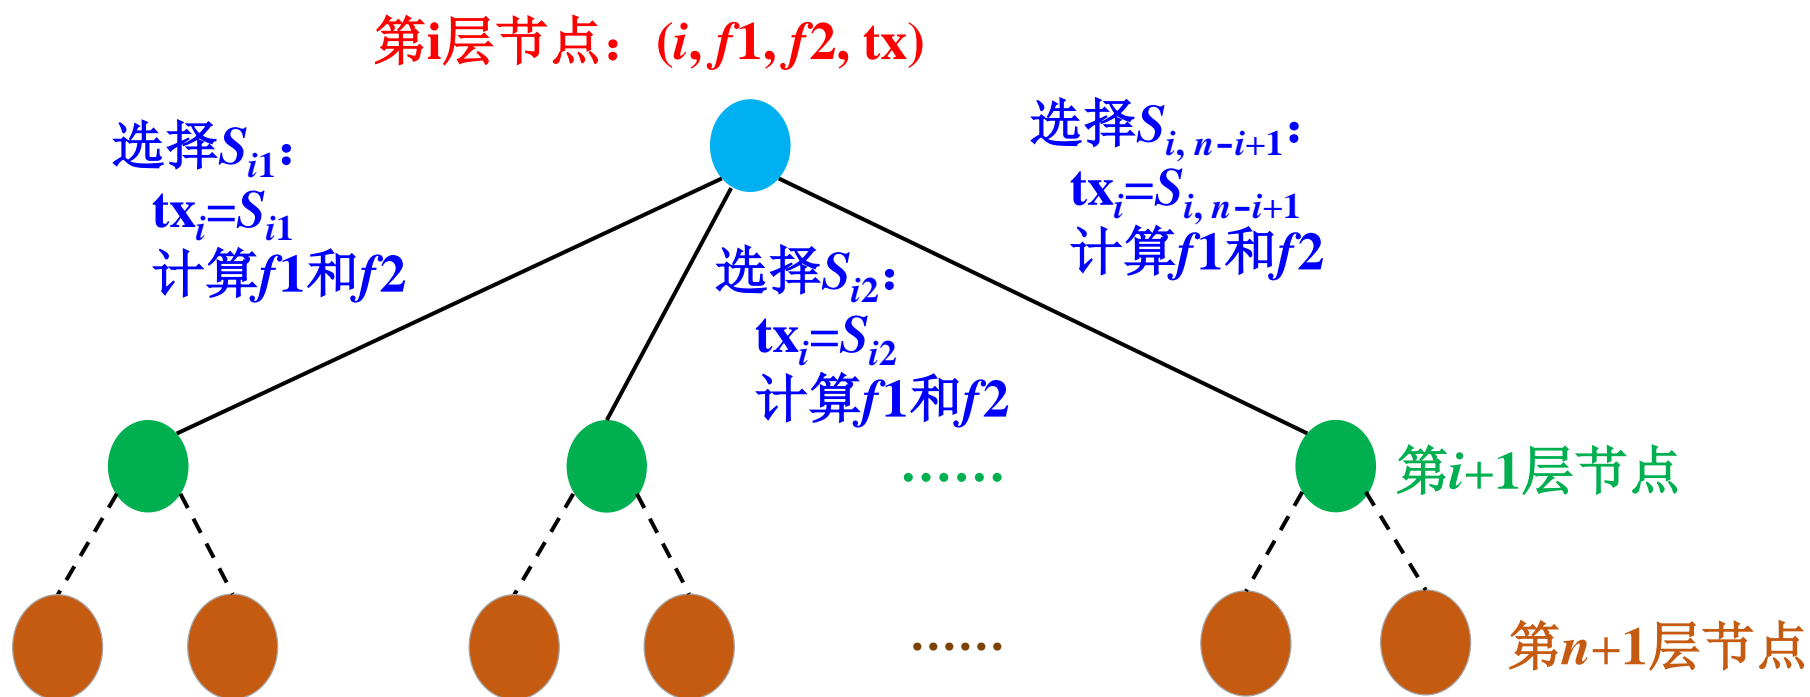 第i层节点：(i, f1, f2, tx)
选择Si1：
txi=Si1
计算f1和f2
选择Si2：
txi=Si2
计算f1和f2
选择Si, n-i+1：
txi=Si, n-i+1
计算f1和f2
……
第i+1层节点
……
第n+1层节点